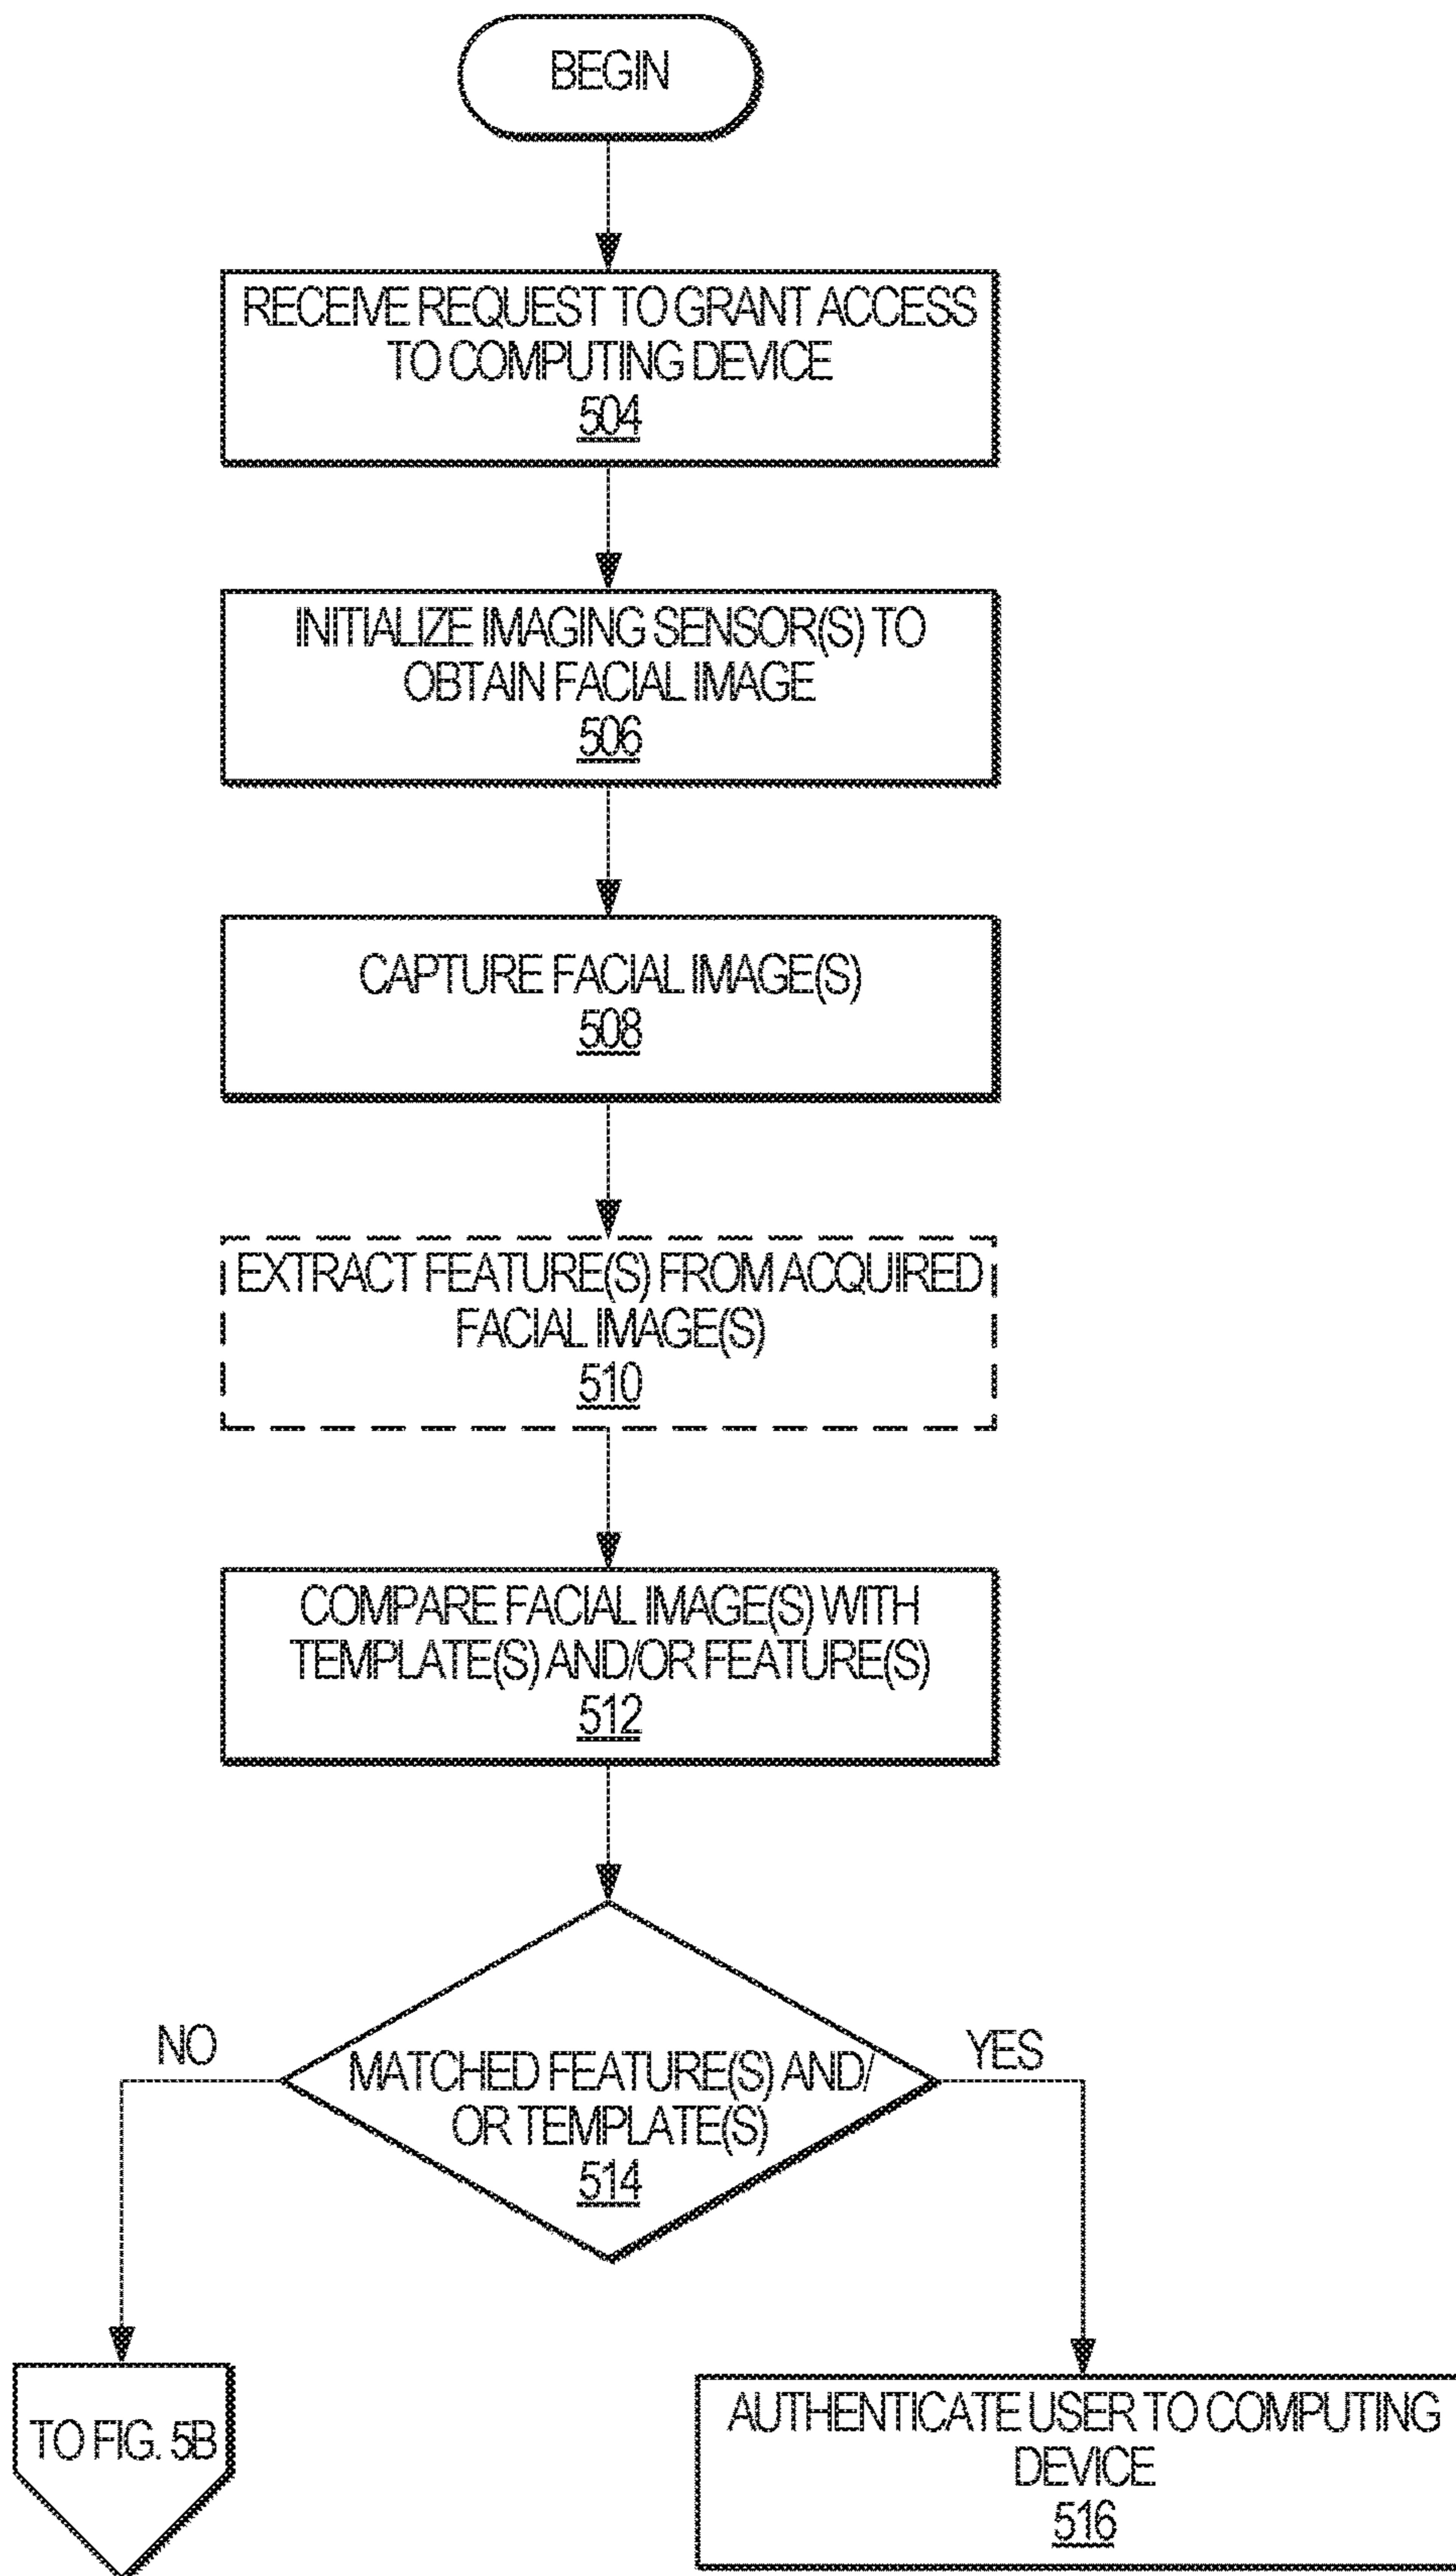 BEGIN
RECEIVE REQUEST TO GRANT ACCESS
TO COMPUTING DEVICE
504
INITIALIZE IMAGING SENSOR(S) TO
OBTAIN FACIAL IMAGE
506
CAPTURE FACIAL IMAGE(S)
508
EXTRACT FEATURE(S) FROM ACQUIRED
FACIAL IMAGE(S)
510
COMPARE FACIAL IMAGE(S) WITH
TEMPLATE(S) AND/OR FEATURE(S)
512
NO
YES
MATCHED FEATURE(S) AND/
OR TEMPLATE(S)
514
TO FIG. 5B
AUTHENTICATE USER TO COMPUTING
DEVICE
516